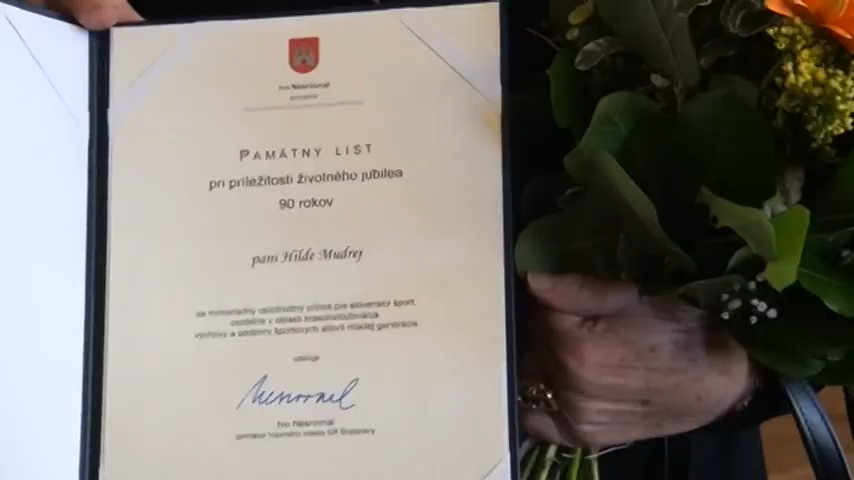 Ivo Nesrovnal
primátor
PAMÄTNÝ LIST
pri príležitosti životného jubilea
90 rokov
pani Hilde Mudrej
za mimoriadny celoživotný prínos pre slovenský šport,
osobitne v oblasti krasokorčuľovania,
výchovy a podpory športových aktivít mladej generácie
udeľuje
Ivo Nesrovnal
primátor hlavného mesta SR Bratislavy